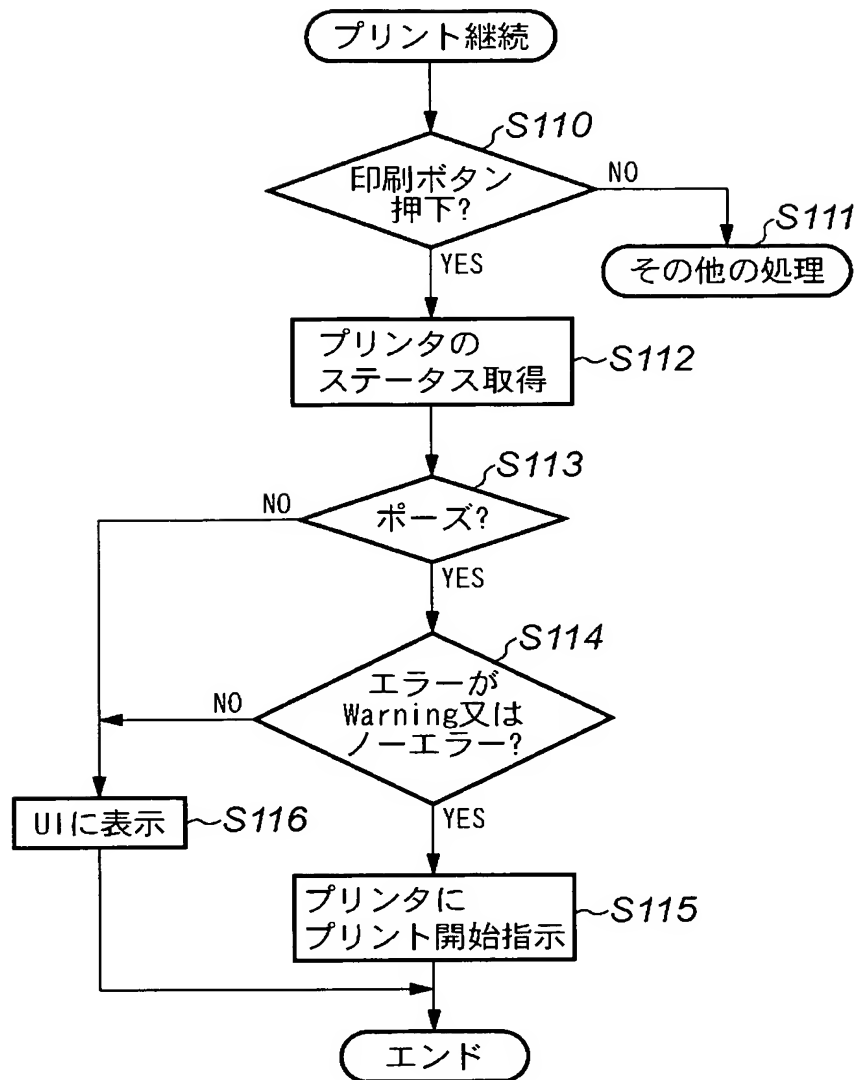 プリント継続
S110
印刷ボタン
押下?
NO
S111
その他の処理
YES
プリンタの
ステータス取得
S112
S113
NO
ポーズ?
YES
S114
エラーが
Warning又は
ノーエラー?
NO
YES
UIに表示
S116
プリンタに
プリント開始指示
S115
エンド